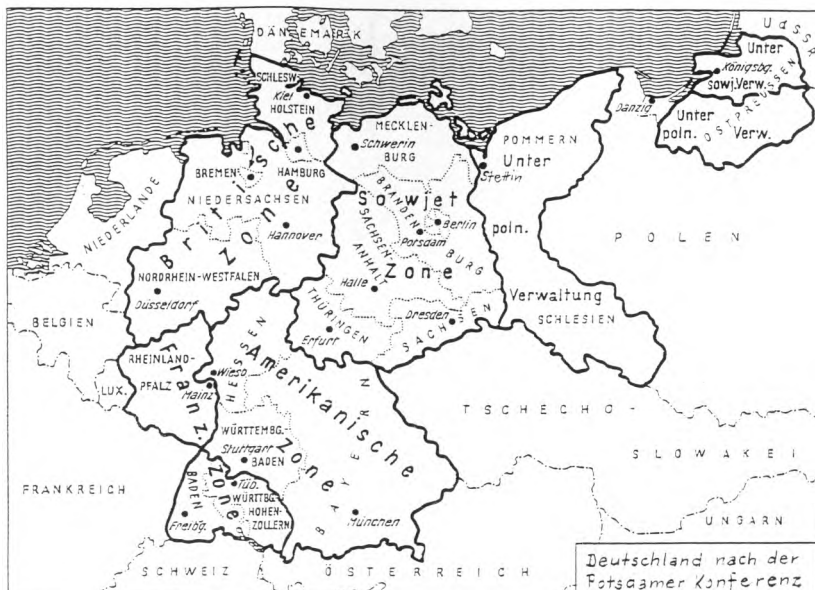 DÄNEMARK
UdSSR
Unter
Königsbg.
sowj. Verw.
OSTPREUSSEN
Unter
poln. Verw.
Danzig
SCHLESW.-
Kiel
HOLSTEIN
MECKLEN-
Schwerin
BURG
POMMERN
Unter
Stettin
poln.
Verwaltung
SCHLESIEN
POLEN
BREMEN
HAMBURG
NIEDERSACHSEN
Hannover
Britische
Zone
NIEDERLANDE
NORDRHEIN-WESTFALEN
Düsseldorf
BELGIEN
Sowjet
Zone
BRANDEN
BURG
Berlin
Potsdam
SACHSEN-
ANHALT
Halle
THÜRINGEN
Erfurt
Dresden
SACHSEN
RHEINLAND-
PFALZ
LUX.
Wiesb.
Mainz
HESSEN
Franz.
Zone
Amerikanische
Zone
BAYERN
WÜRTTEMBG.-
Stuttgart
BADEN
Tüb.
WÜRTTBG.-
HOHEN-
ZOLLERN
BADEN
Freibg.
München
TSCHECHO-
SLOWAKEI
FRANKREICH
UNGARN
SCHWEIZ
ÖSTERREICH
Deutschland nach der
Potsdamer Konferenz